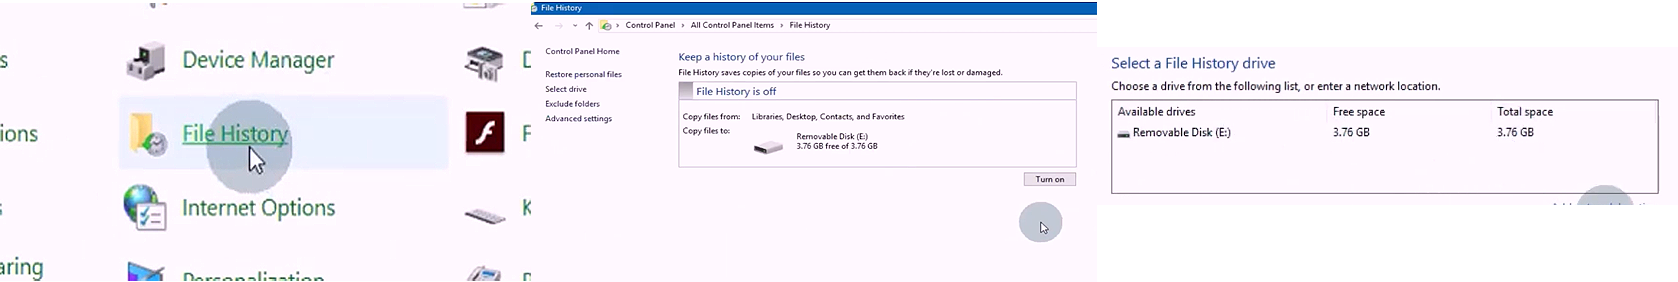 s
Device Manager
D
ions
File History
F
s
Internet Options
K
aring
Personalization
File History
Control Panel > All Control Panel Items > File History
Control Panel Home
Restore personal files
Select drive
Exclude folders
Advanced settings
Keep a history of your files
File History saves copies of your files so you can get them back if they're lost or damaged.
File History is off
Copy files from: Libraries, Desktop, Contacts, and Favorites
Copy files to: Removable Disk (E:)
3.76 GB free of 3.76 GB
Turn on
Select a File History drive
Choose a drive from the following list, or enter a network location.
Available drives Free space Total space
Removable Disk (E:) 3.76 GB 3.76 GB